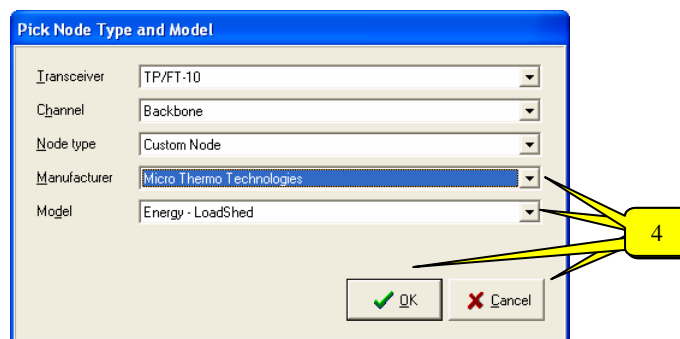 Pick Node Type and Model
Transceiver TP/FT-10
Channel Backbone
Node type Custom Node
Manufacturer Micro Thermo Technologies
Model Energy - LoadShed
4
OK Cancel